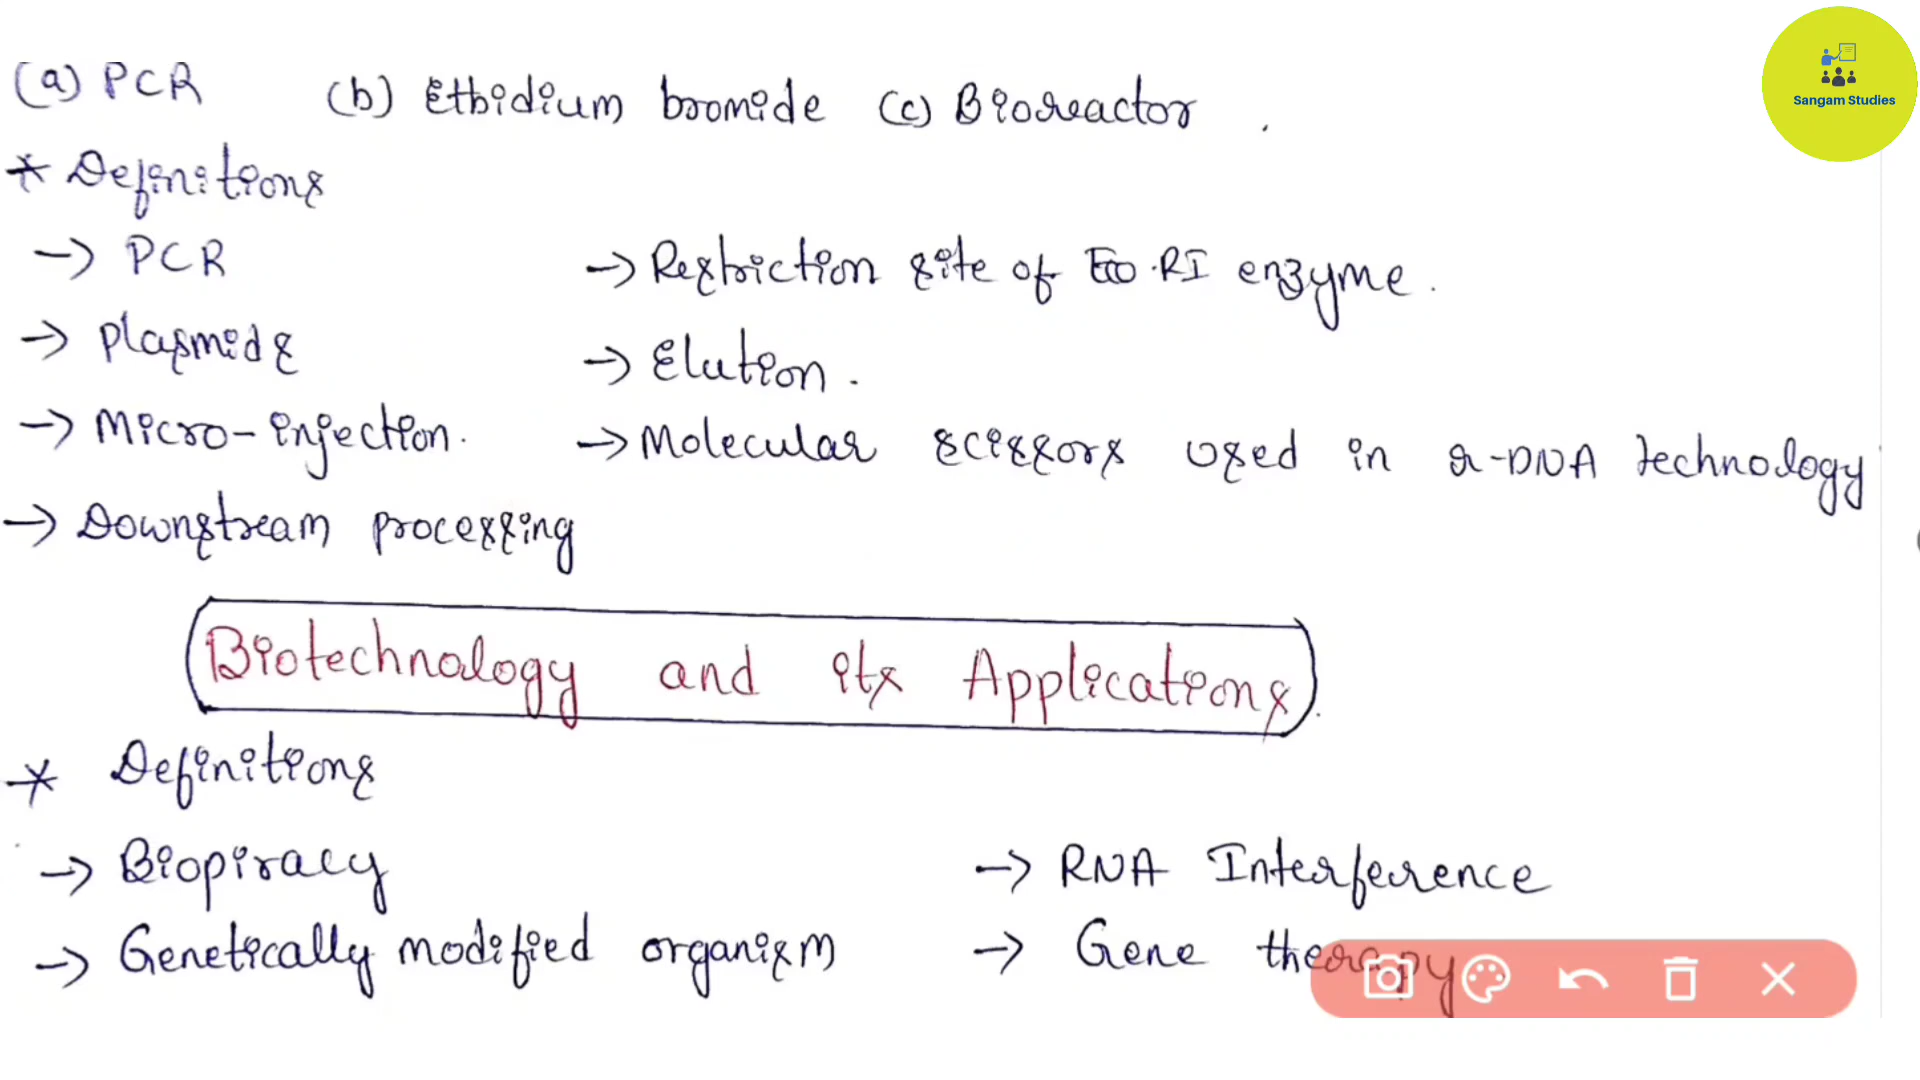 (a) PCR (b) Ethidium bromide (c) Bioreactor .
Sangam Studies
* Definitions
→ PCR → Restriction site of Eco.RI enzyme.
→ Plasmids → Elution.
→ Micro-injection. → Molecular scissors used in r-DNA technology
→ Downstream processing
Biotechnology and its Applications.
* Definitions
→ Biopiracy → RNA Interference
→ Genetically modified organism → Gene therapy